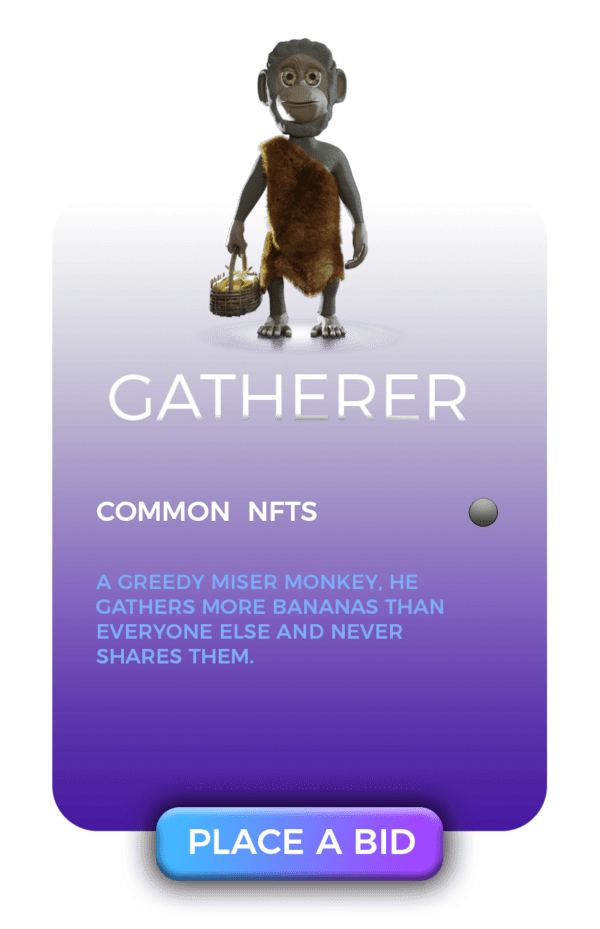 GATHERER
COMMON NFTS
A GREEDY MISER MONKEY, HE
GATHERS MORE BANANAS THAN
EVERYONE ELSE AND NEVER
SHARES THEM.
PLACE A BID